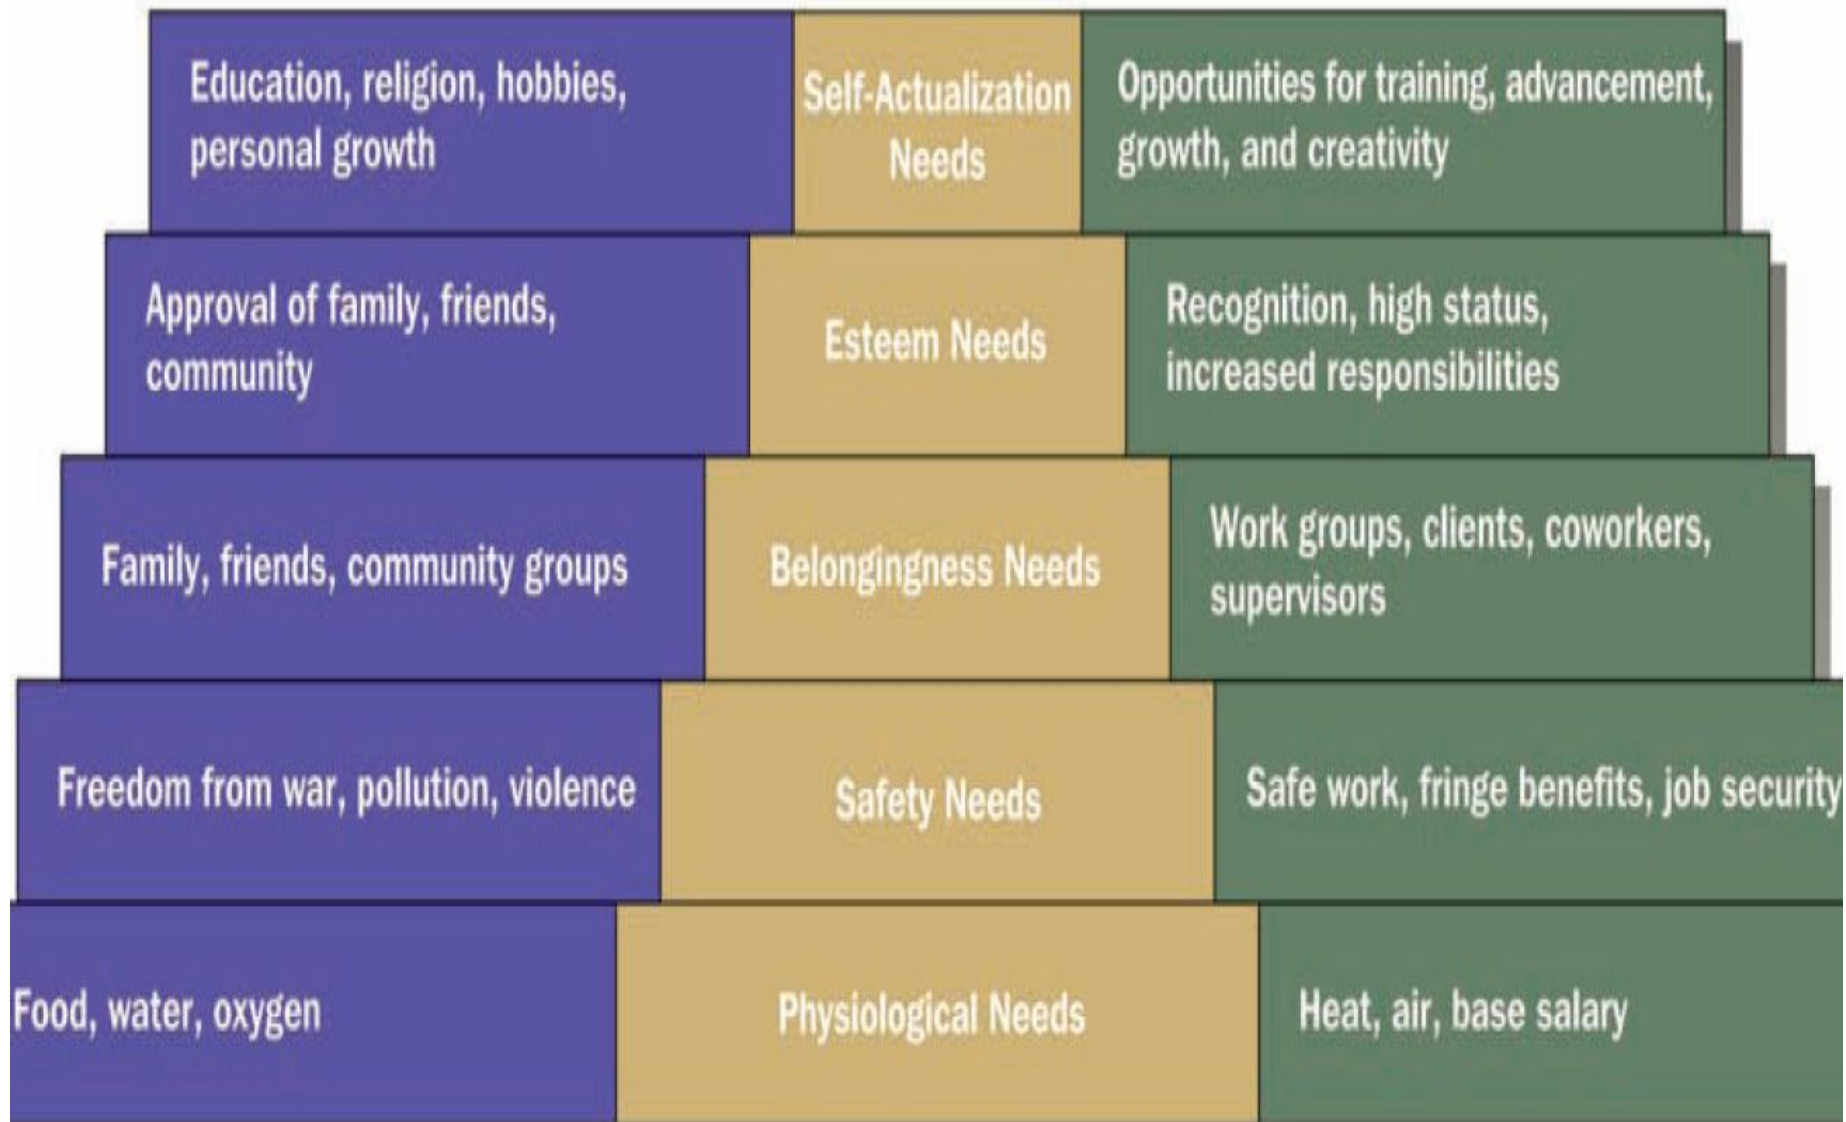 Education, religion, hobbies,
personal growth
Self-Actualization
Needs
Opportunities for training, advancement,
growth, and creativity
Approval of family, friends,
community
Esteem Needs
Recognition, high status,
increased responsibilities
Family, friends, community groups
Belongingness Needs
Work groups, clients, coworkers,
supervisors
Freedom from war, pollution, violence
Safety Needs
Safe work, fringe benefits, job security
Food, water, oxygen
Physiological Needs
Heat, air, base salary